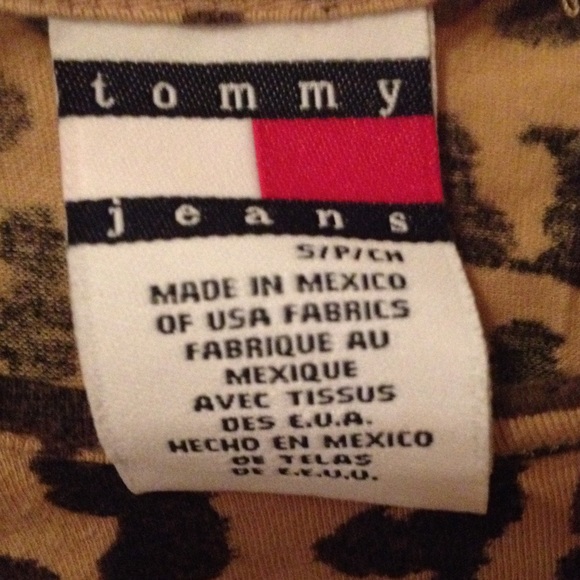 tommy
jeans
S/P/CH
MADE IN MEXICO
OF USA FABRICS
FABRIQUE AU
MEXIQUE
AVEC TISSUS
DES E.U.A.
HECHO EN MEXICO
DE TELAS
DE E.E.U.U.